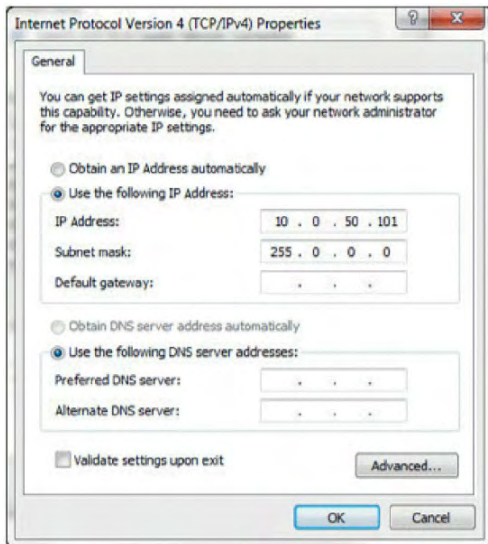 Internet Protocol Version 4 (TCP/IPv4) Properties
General
You can get IP settings assigned automatically if your network supports
this capability. Otherwise, you need to ask your network administrator
for the appropriate IP settings.
Obtain an IP Address automatically
Use the following IP Address:
IP Address: 10 . 0 . 50 . 101
Subnet mask: 255 . 0 . 0 . 0
Default gateway: . . .
Obtain DNS server address automatically
Use the following DNS server addresses:
Preferred DNS server: . . .
Alternate DNS server: . . .
Validate settings upon exit
Advanced...
OK Cancel